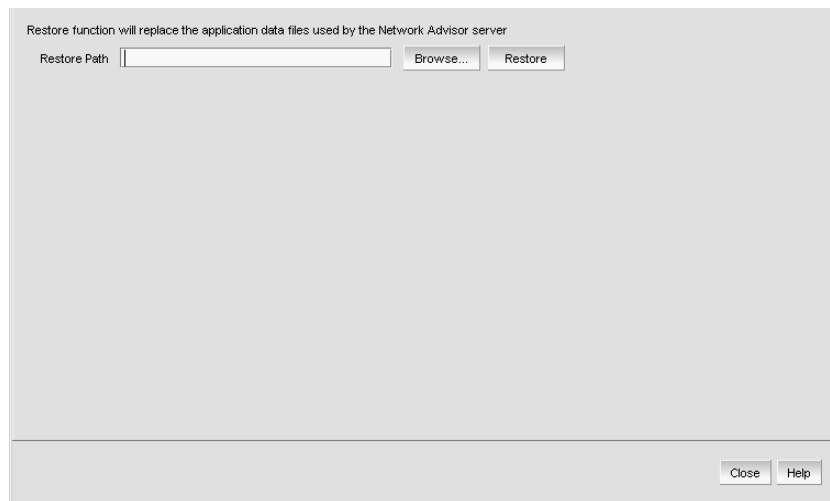 Restore function will replace the application data files used by the Network Advisor server
Restore Path Browse... Restore
Close Help